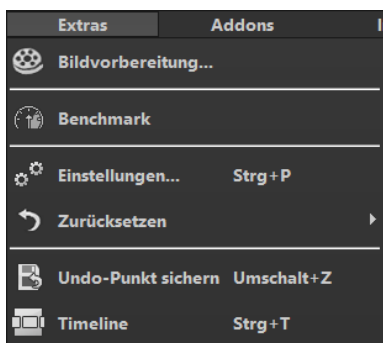 Extras Addons
Bildvorbereitung...
Benchmark
Einstellungen... Strg+P
Zurücksetzen
Undo-Punkt sichern Umschalt+Z
Timeline Strg+T